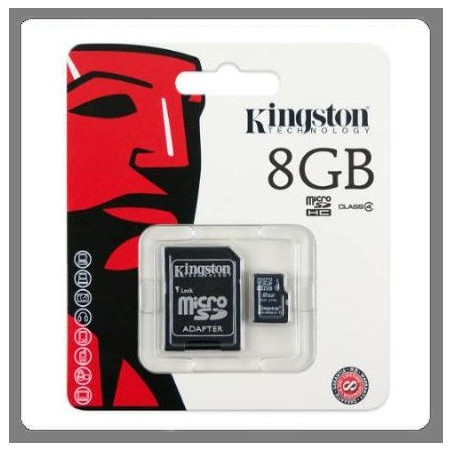 Kingston
TECHNOLOGY
8GB
micro
SD
HC
CLASS 4
Kingston
Lock
micro
SD
ADAPTER
8GB
Kingston